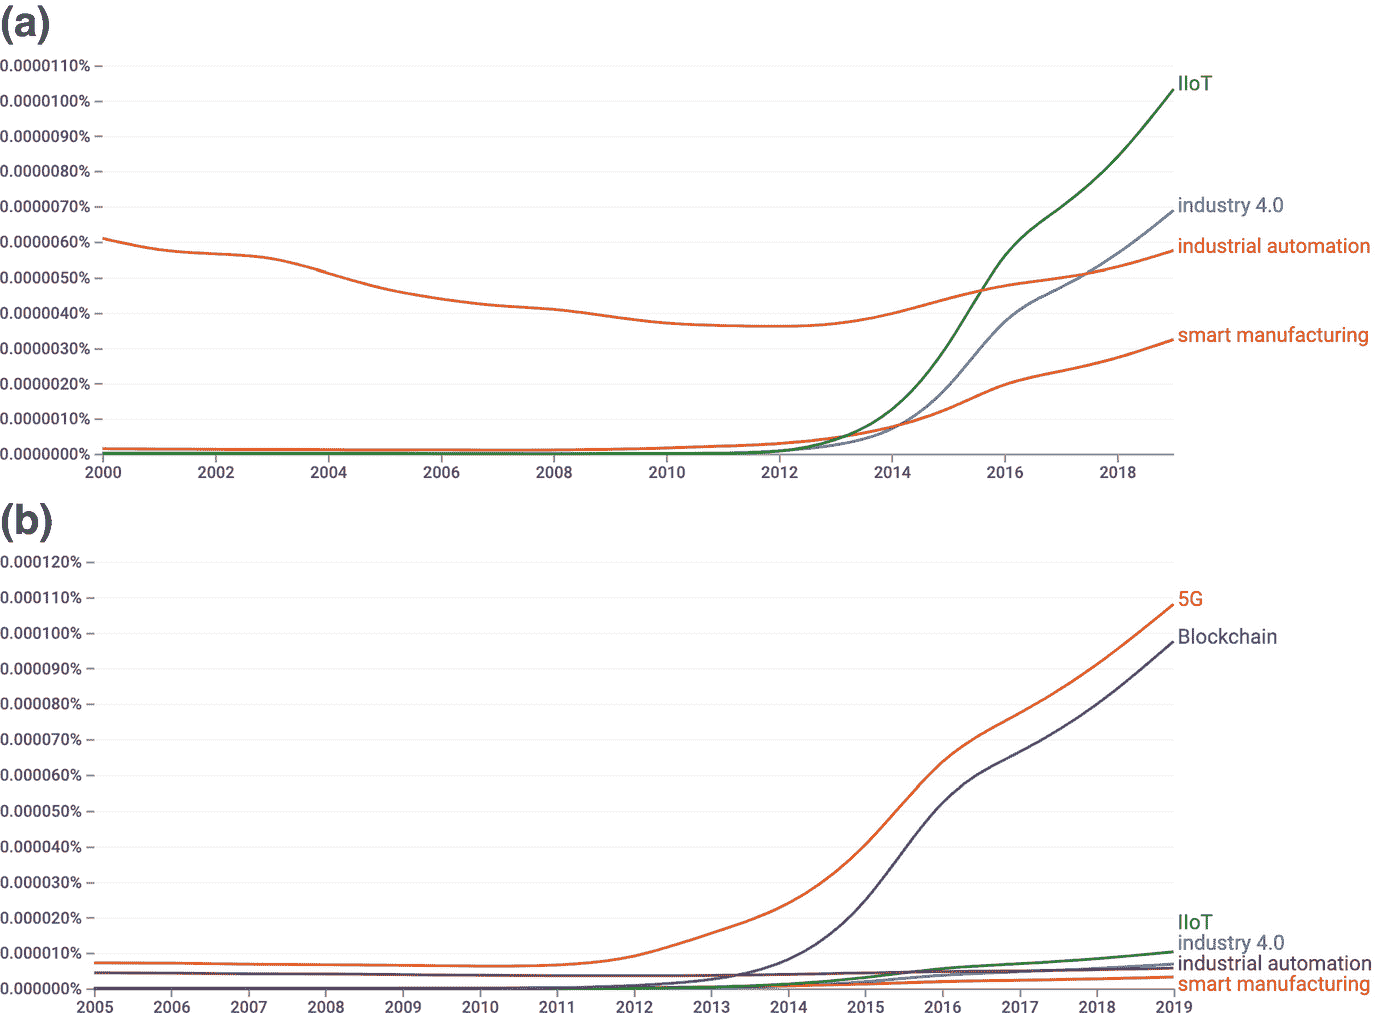 (a)
0.0000110%
0.0000100%
0.0000090%
0.0000080%
0.0000070%
0.0000060%
0.0000050%
0.0000040%
0.0000030%
0.0000020%
0.0000010%
0.0000000%
IIoT
industry 4.0
industrial automation
smart manufacturing
2000 2002 2004 2006 2008 2010 2012 2014 2016 2018
(b)
0.000120%
0.000110%
0.000100%
0.000090%
0.000080%
0.000070%
0.000060%
0.000050%
0.000040%
0.000030%
0.000020%
0.000010%
0.000000%
5G
Blockchain
IIoT
industry 4.0
industrial automation
smart manufacturing
2005 2006 2007 2008 2009 2010 2011 2012 2013 2014 2015 2016 2017 2018 2019